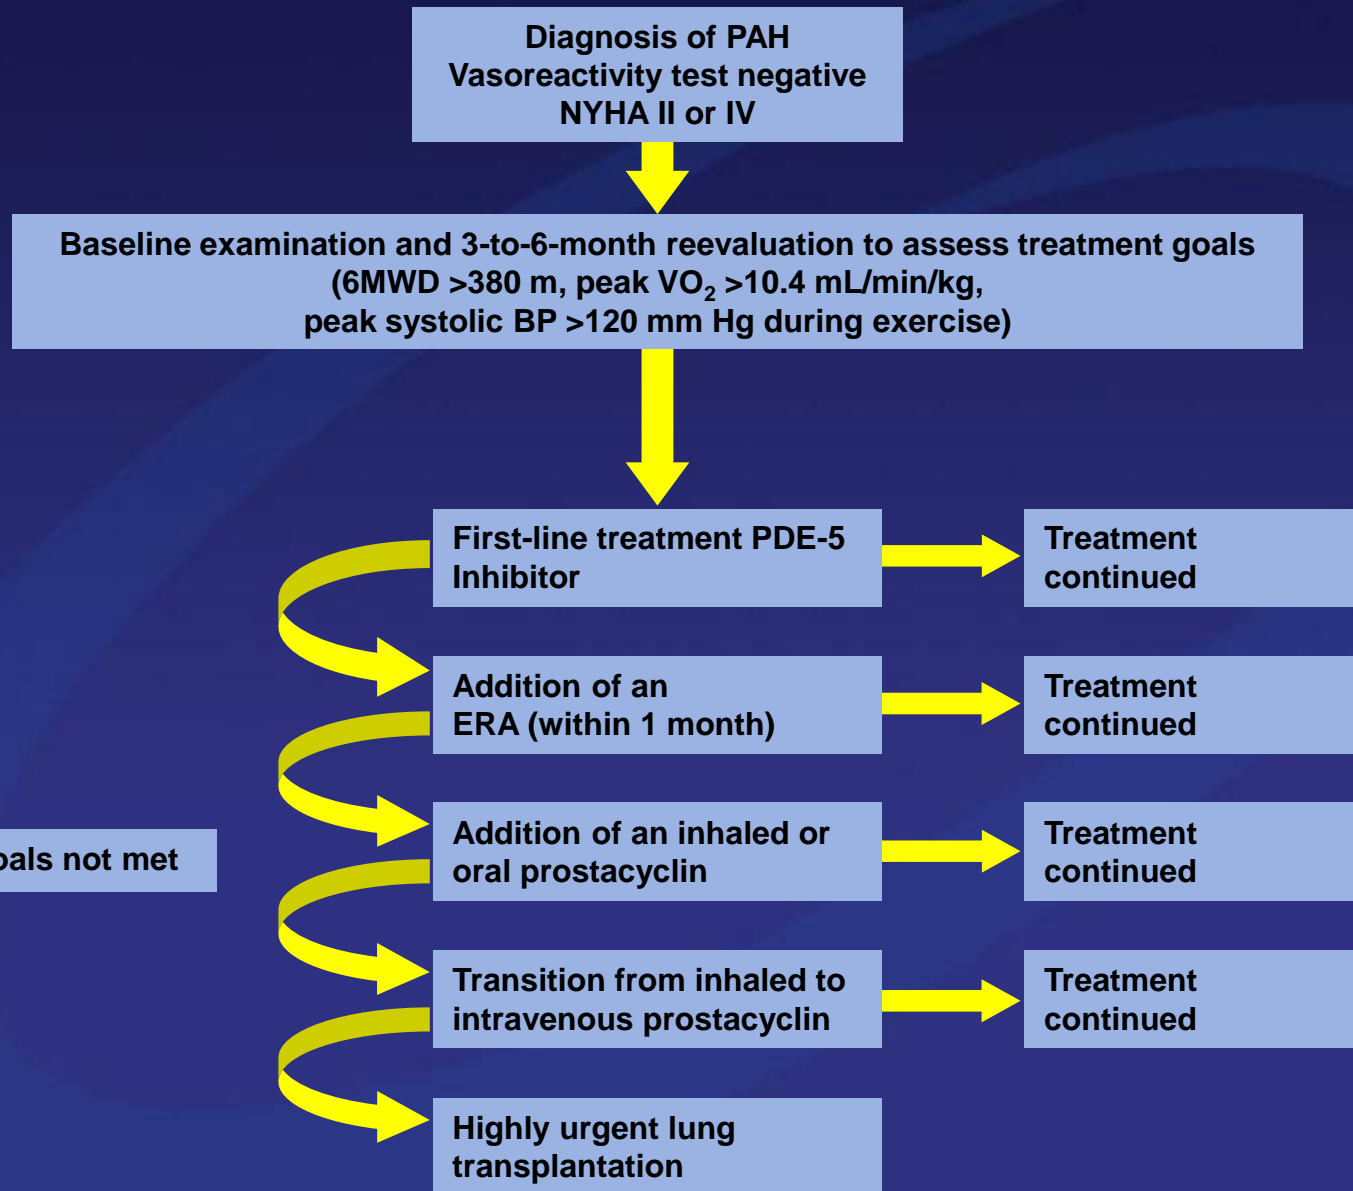 Diagnosis of PAH
Vasoreactivity test negative
NYHA II or IV
Baseline examination and 3-to-6-month reevaluation to assess treatment goals
(6MWD >380 m, peak VO₂ >10.4 mL/min/kg,
peak systolic BP >120 mm Hg during exercise)
First-line treatment PDE-5
Inhibitor
Treatment
continued
Addition of an
ERA (within 1 month)
Treatment
continued
not met
Addition of an inhaled or
oral prostacyclin
Treatment
continued
Transition from inhaled to
intravenous prostacyclin
Treatment
continued
Highly urgent lung
transplantation